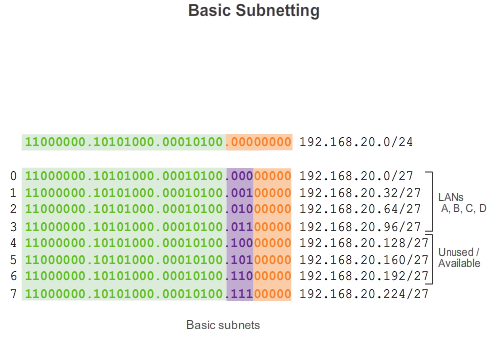 Basic Subnetting
11000000.10101000.00010100.00000000 192.168.20.0/24
0 11000000.10101000.00010100.00000000 192.168.20.0/27
1 11000000.10101000.00010100.00100000 192.168.20.32/27
2 11000000.10101000.00010100.01000000 192.168.20.64/27
3 11000000.10101000.00010100.01100000 192.168.20.96/27
LANs
A, B, C, D
4 11000000.10101000.00010100.10000000 192.168.20.128/27
5 11000000.10101000.00010100.10100000 192.168.20.160/27
6 11000000.10101000.00010100.11000000 192.168.20.192/27
7 11000000.10101000.00010100.11100000 192.168.20.224/27
Unused /
Available
Basic subnets